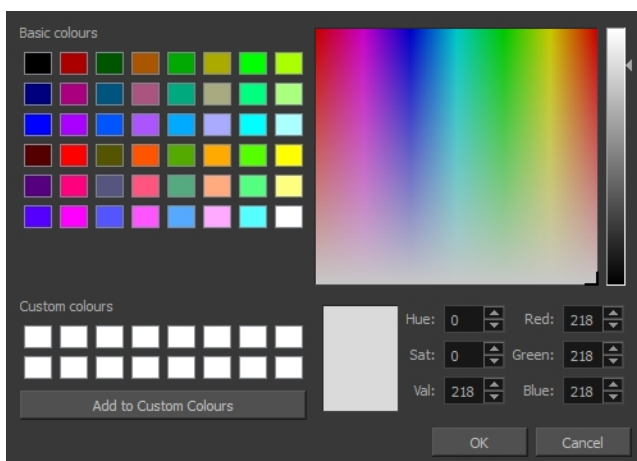 Basic colours
Custom colours
Add to Custom Colours
Hue: 0 Red: 218
Sat: 0 Green: 218
Val: 218 Blue: 218
OK Cancel